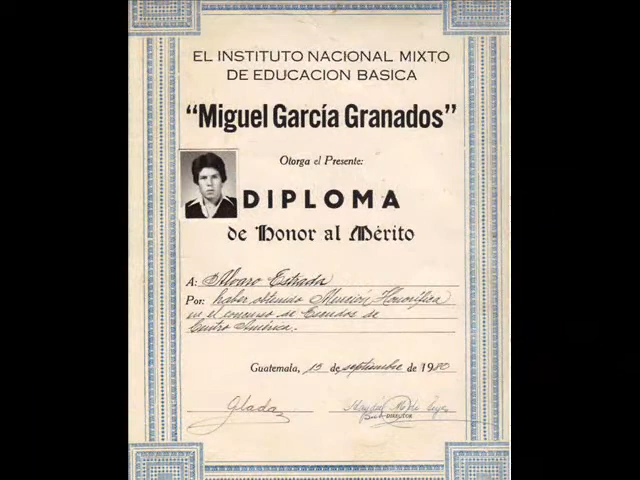 EL INSTITUTO NACIONAL MIXTO
DE EDUCACION BASICA
“Miguel García Granados”
Otorga el Presente:
DIPLOMA
de Honor al Mérito
A: Alvaro Estrada
Por: haber obtenido Mención Honorífica
en el concurso de Escudos de
Centro América.
Guatemala, 13 de septiembre de 1980
DIRECTOR